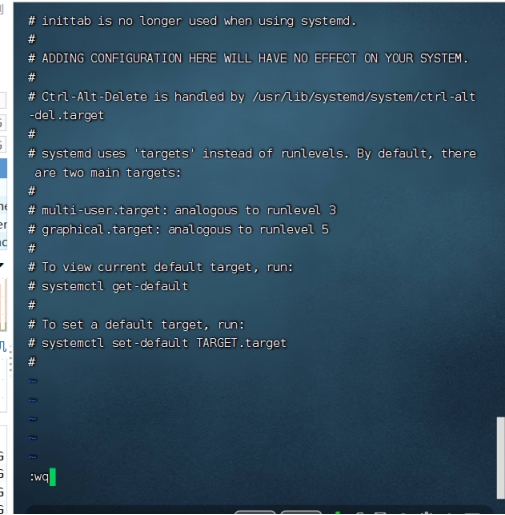 # inittab is no longer used when using systemd.
#
# ADDING CONFIGURATION HERE WILL HAVE NO EFFECT ON YOUR SYSTEM.
#
# Ctrl-Alt-Delete is handled by /usr/lib/systemd/system/ctrl-alt
-del.target
#
# systemd uses 'targets' instead of runlevels. By default, there
are two main targets:
#
# multi-user.target: analogous to runlevel 3
# graphical.target: analogous to runlevel 5
#
# To view current default target, run:
# systemctl get-default
#
# To set a default target, run:
# systemctl set-default TARGET.target
#
~
~
~
~
~
:wq